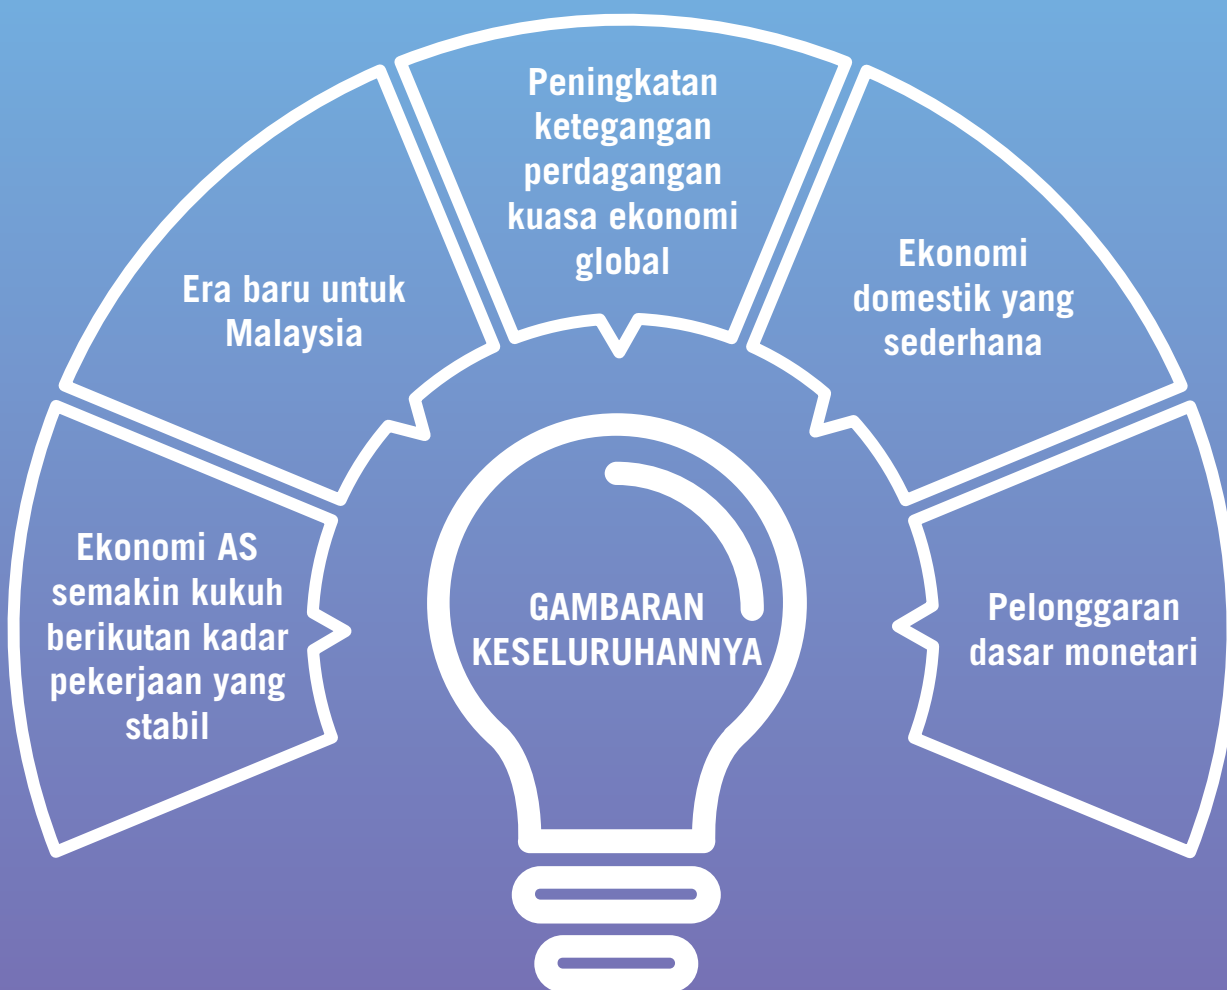 Ekonomi AS
semakin kukuh
berikutan kadar
pekerjaan yang
stabil
Era baru untuk
Malaysia
Peningkatan
ketegangan
perdagangan
kuasa ekonomi
global
Ekonomi
domestik yang
sederhana
Pelonggaran
dasar monetari
GAMBARAN
KESELURUHANNYA